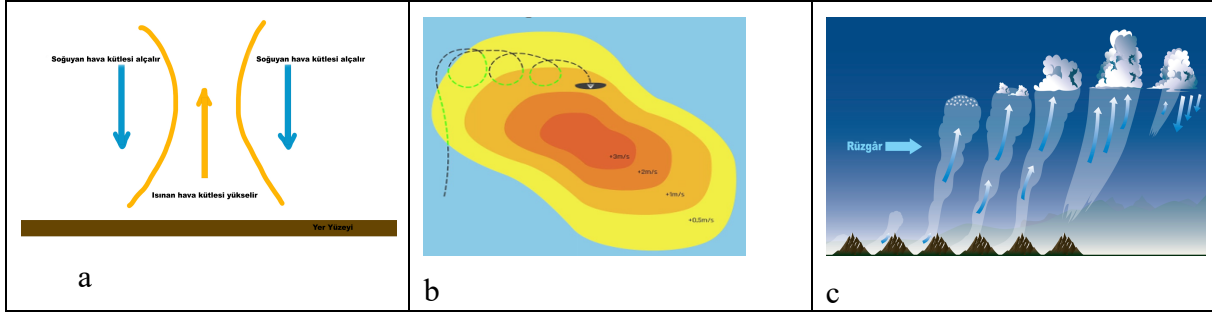 Soğuyan hava kütlesi alçalır
Soğuyan hava kütlesi alçalır
Isınan hava kütlesi yükselir
Yer Yüzeyi
a
+3m/s
+2m/s
+1m/s
+0,5m/s
b
Rüzgâr
c